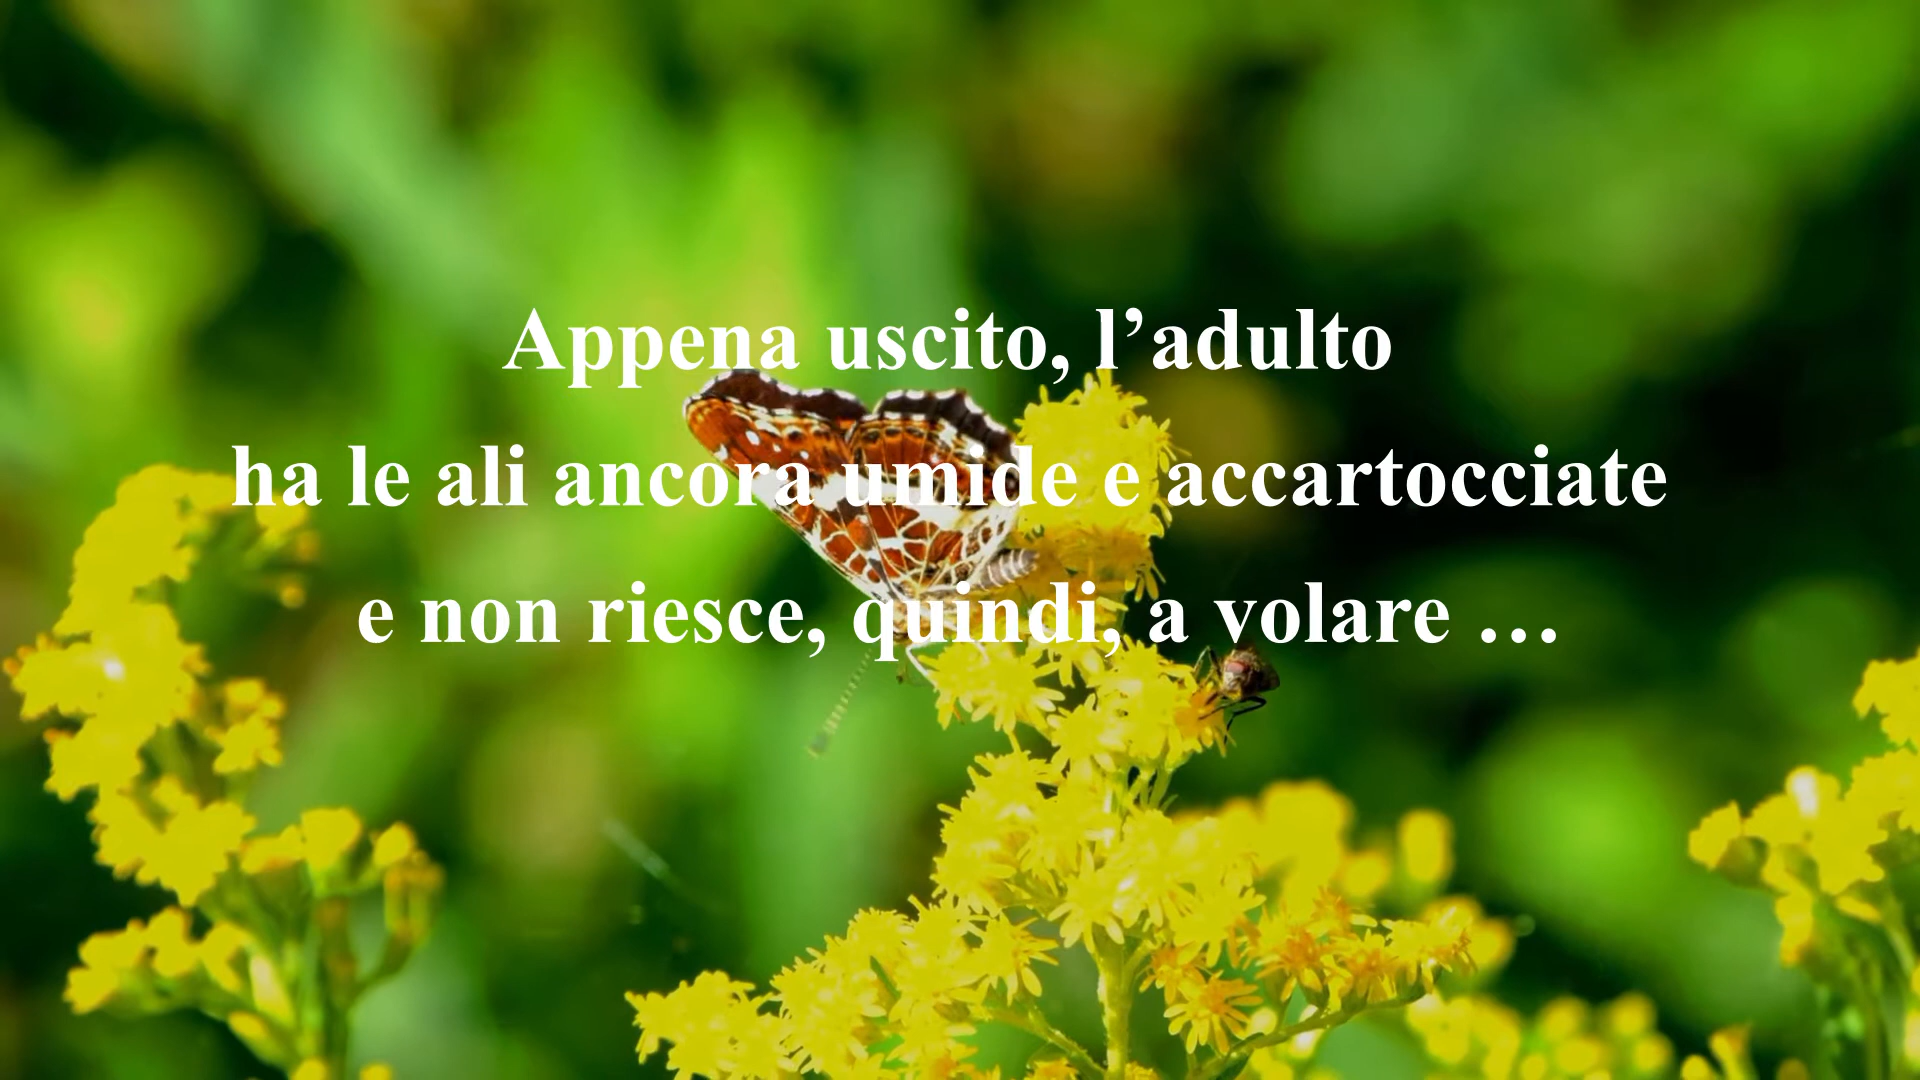 Appena uscito, l’adulto
ha le ali ancora umide e accartocciate
e non riesce, quindi, a volare …